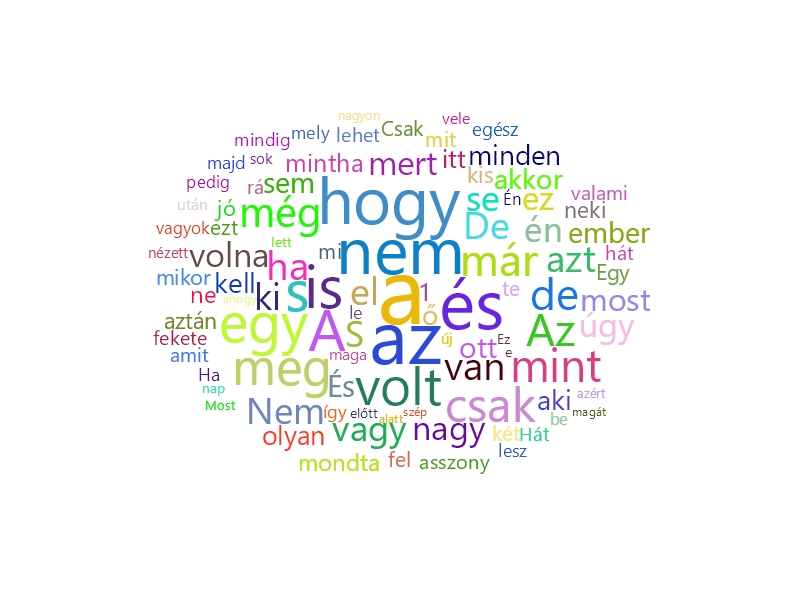 nagyon
vele
mindig mely lehet Csak mit egész
majd sok mintha mert itt minden
pedig rá sem kis akkor
után jó még hogy se Én ez valami
vagyok ezt De én neki ember
nézett lett volna mi nem már azt hát
mikor kell ha Egy
ne ahogy ki s is el a 1 és te de most
aztán egy A S le ő az új Ez Az úgy
fekete maga ott e
amit meg van mint
Ha És volt csak aki azért
nap
Most Nem így előtt alatt szép be magát
olyan vagy nagy két Hát
mondta fel asszony lesz